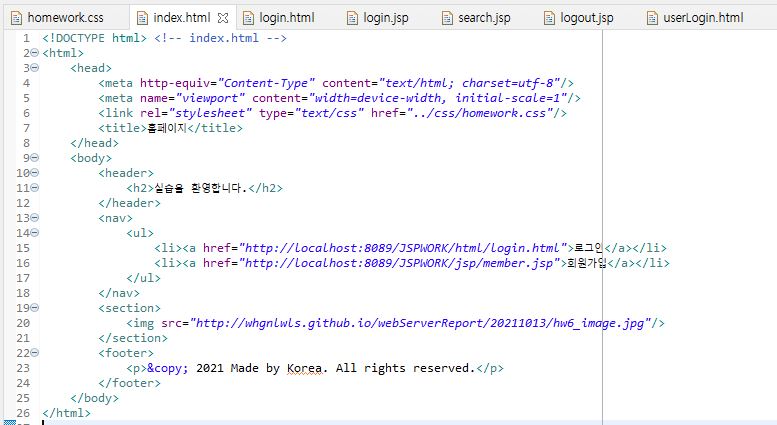 homework.css index.html login.html login.jsp search.jsp logout.jsp userLogin.html
1 <!DOCTYPE html> <!-- index.html -->
2 <html>
3 <head>
4 <meta http-equiv="Content-Type" content="text/html; charset=utf-8"/>
5 <meta name="viewport" content="width=device-width, initial-scale=1"/>
6 <link rel="stylesheet" type="text/css" href="../css/homework.css"/>
7 <title>홈페이지</title>
8 </head>
9 <body>
10 <header>
11 <h2>실습을 환영합니다.</h2>
12 </header>
13 <nav>
14 <ul>
15 <li><a href="http://localhost:8089/JSPWORK/html/login.html">로그인</a></li>
16 <li><a href="http://localhost:8089/JSPWORK/jsp/member.jsp">회원가입</a></li>
17 </ul>
18 </nav>
19 <section>
20 <img src="http://whgnlwls.github.io/webServerReport/20211013/hw6_image.jpg"/>
21 </section>
22 <footer>
23 <p>&copy; 2021 Made by Korea. All rights reserved.</p>
24 </footer>
25 </body>
26 </html>